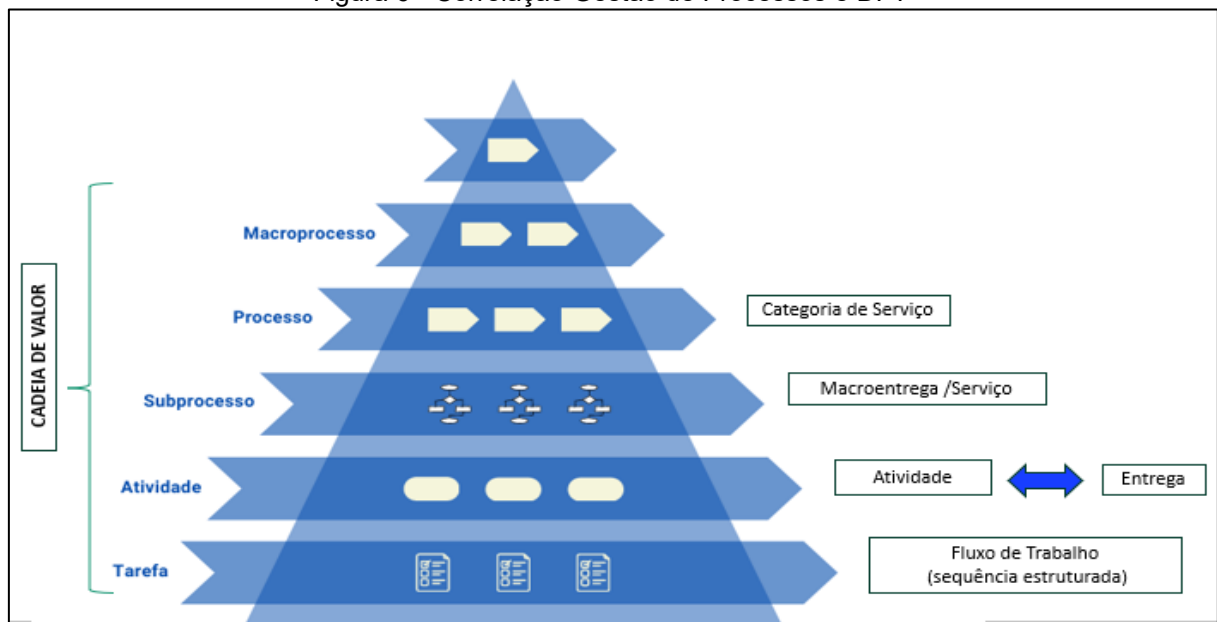 Macroprocesso
Processo
Categoria de Serviço
CADEIA DE VALOR
Subprocesso
Macroentrega /Serviço
Atividade
Atividade
Entrega
Tarefa
Fluxo de Trabalho
(sequência estruturada)